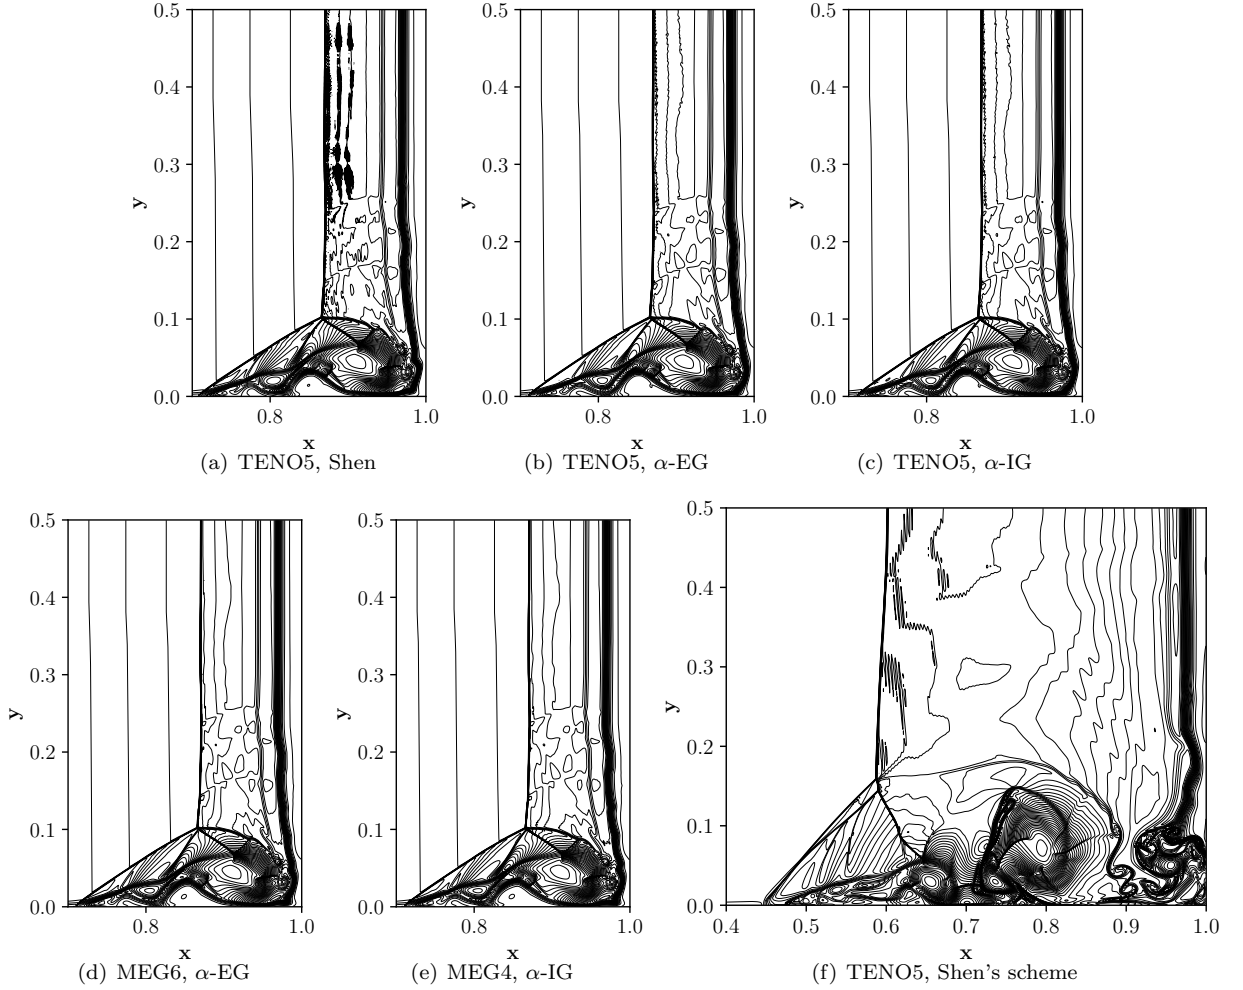 0.5 0.5 0.5
0.4 0.4 0.4
0.3 0.3 0.3
y y y
0.2 0.2 0.2
0.1 0.1 0.1
0.0 0.0 0.0
0.8 1.0 0.8 1.0 0.8 1.0
x x x
(a) TENO5, Shen (b) TENO5, α-EG (c) TENO5, α-IG
0.5 0.5 0.5
0.4 0.4 0.4
0.3 0.3 0.3
y y y
0.2 0.2 0.2
0.1 0.1 0.1
0.0 0.0 0.0
0.8 1.0 0.8 1.0 0.4 0.5 0.6 0.7 0.8 0.9 1.0
x x x
(d) MEG6, α-EG (e) MEG4, α-IG (f) TENO5, Shen's scheme